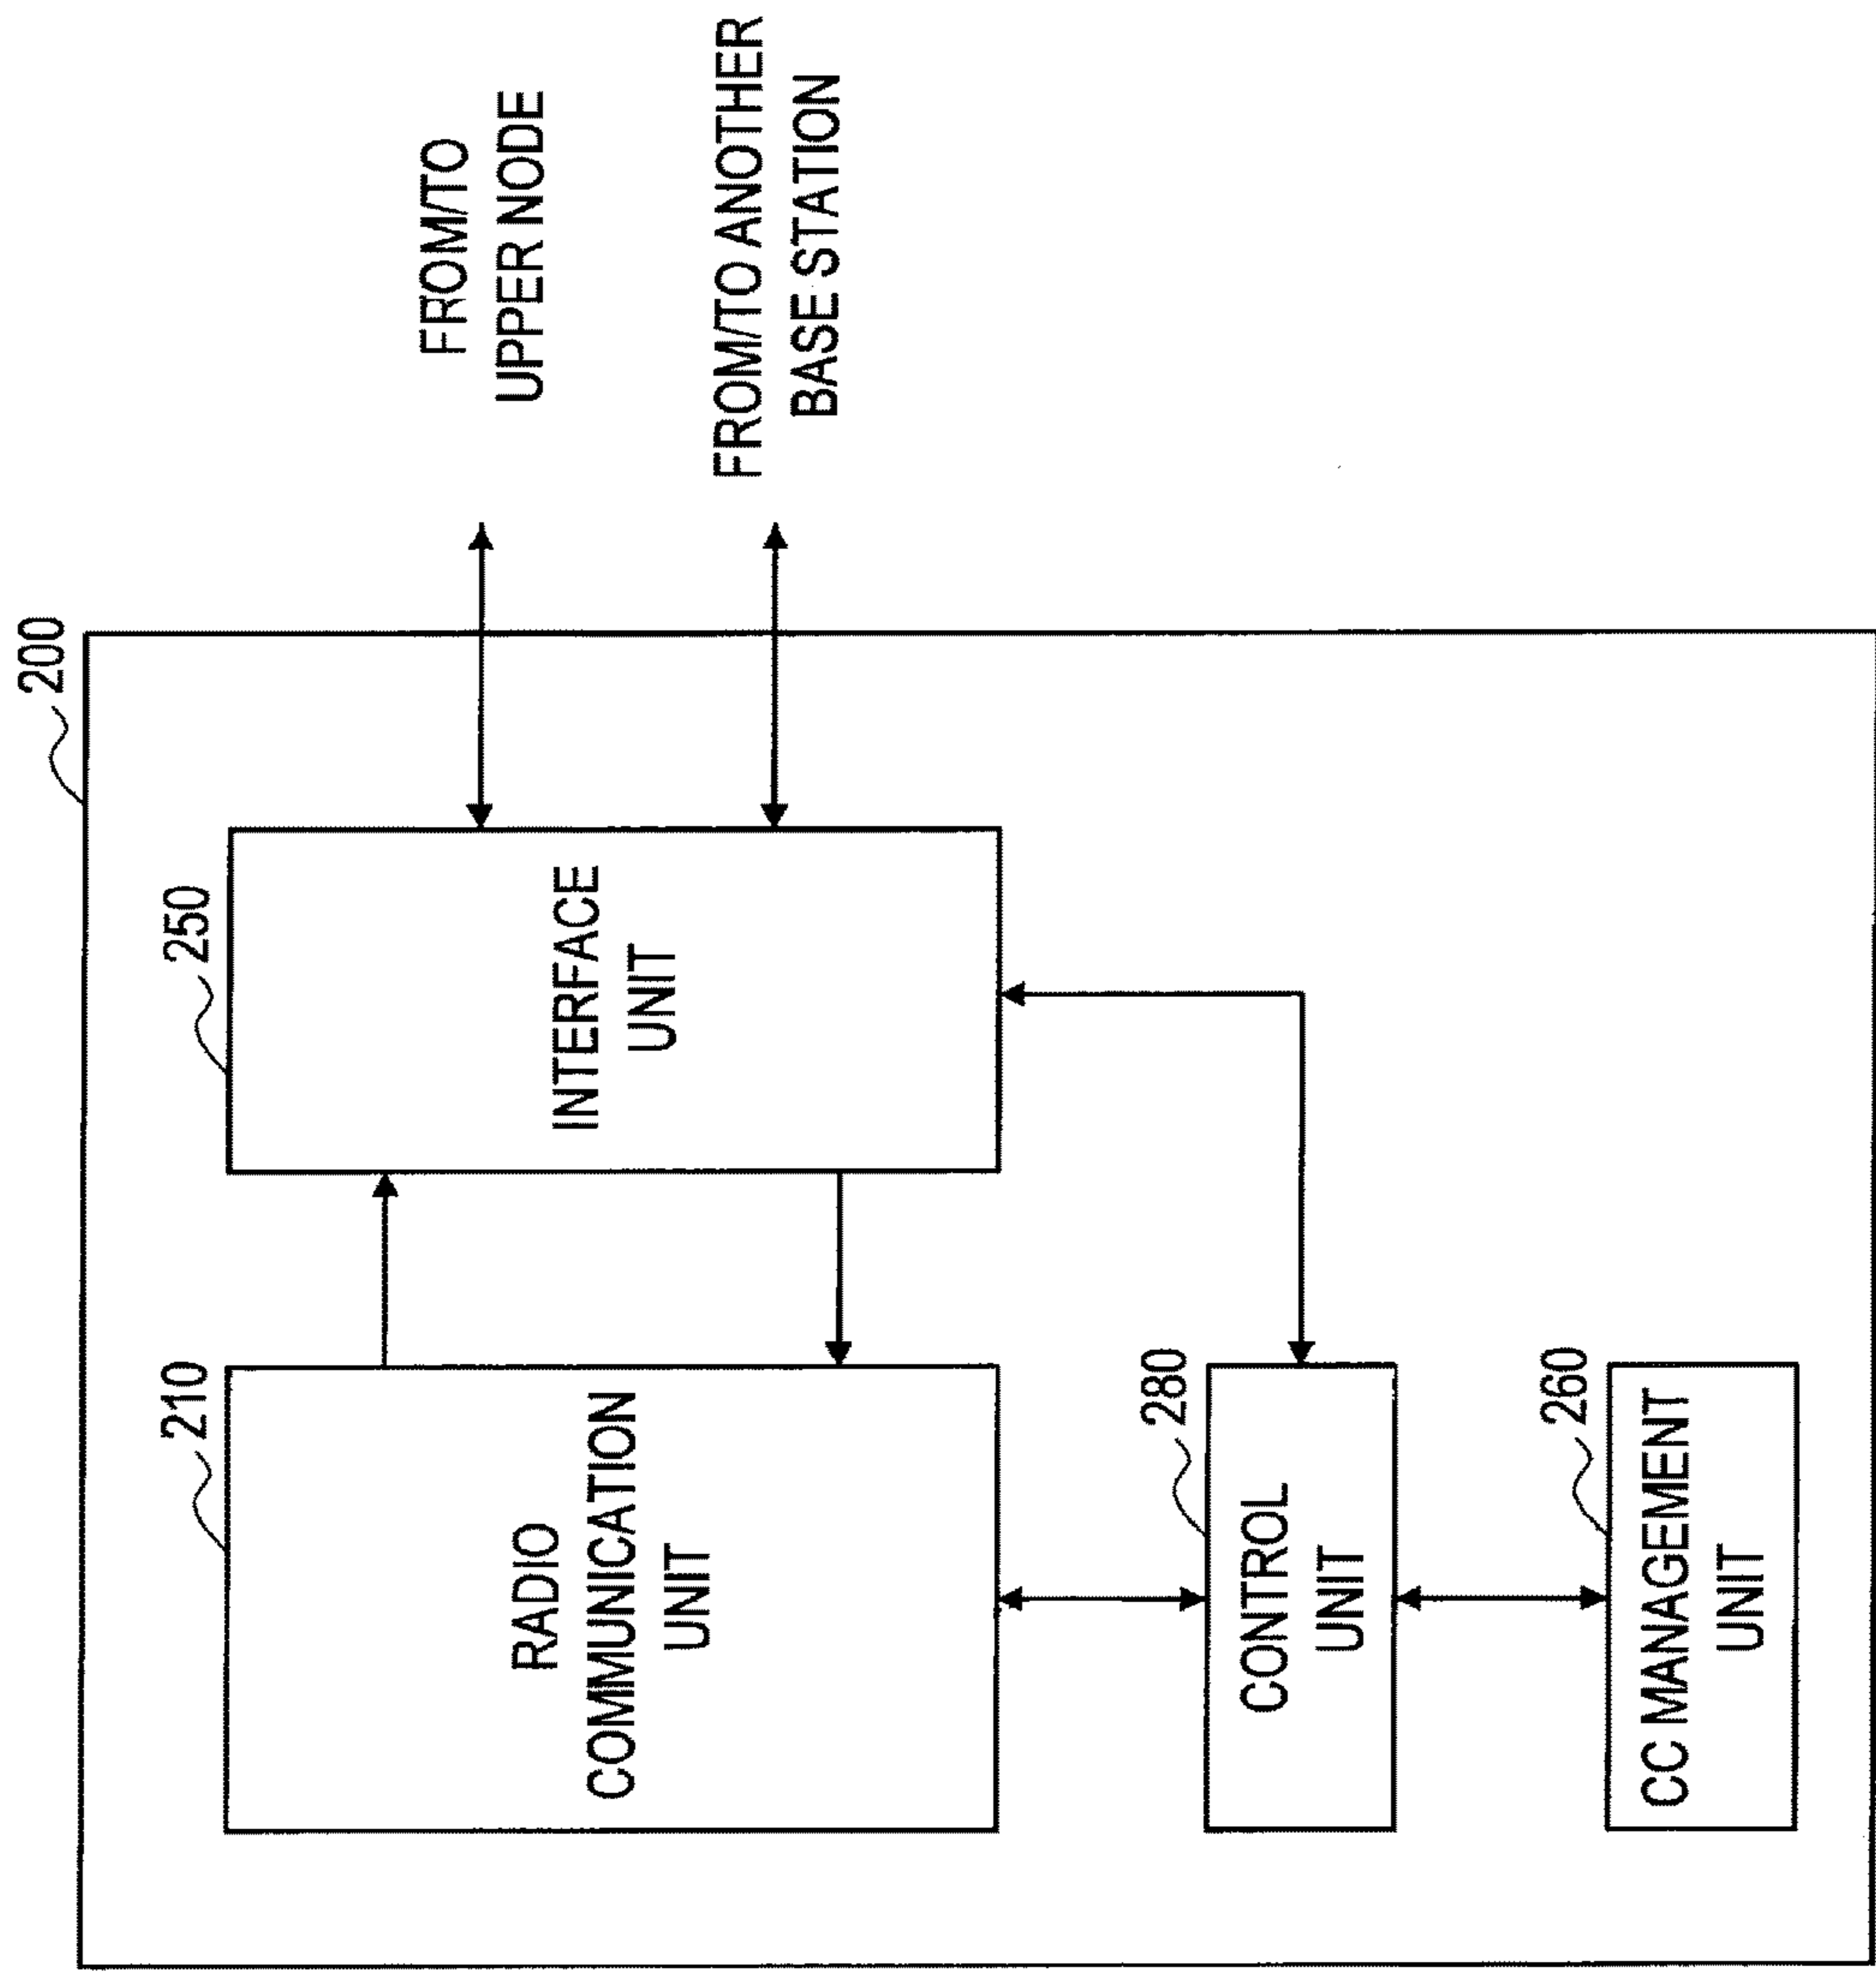 200
210
RADIO
COMMUNICATION
UNIT
250
INTERFACE
UNIT
FROM/TO
UPPER NODE
FROM/TO ANOTHER
BASE STATION
280
CONTROL
UNIT
260
CC MANAGEMENT
UNIT